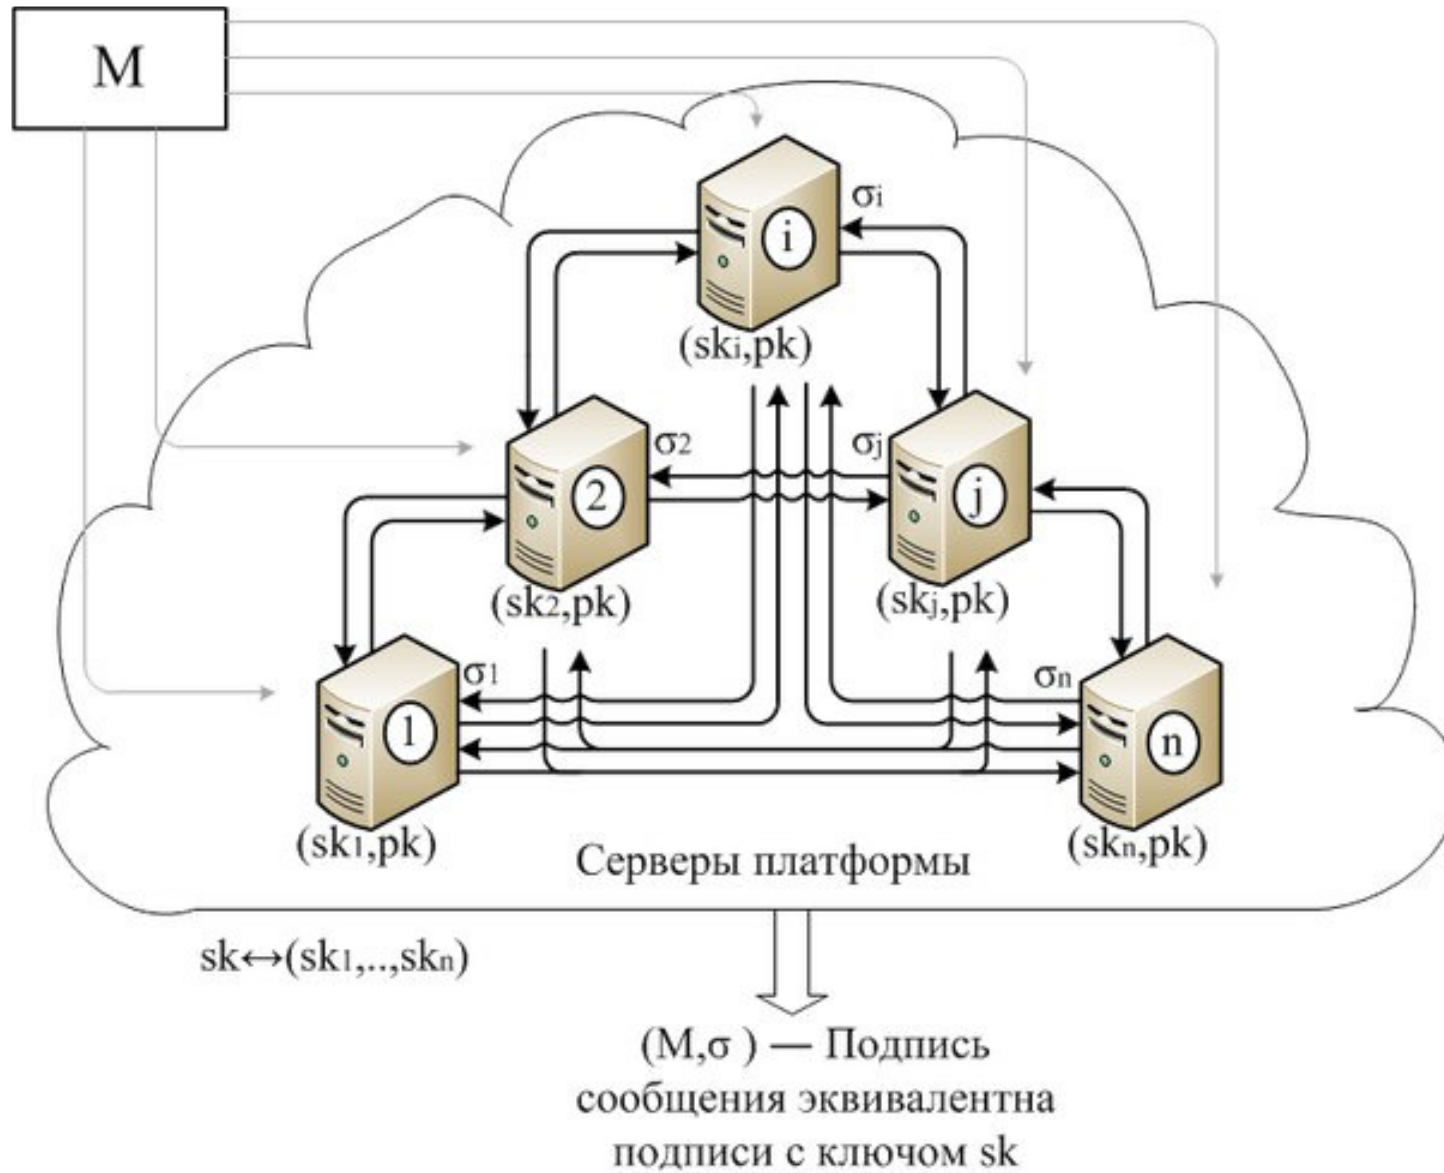 M
σi
i
(ski,pk)
σ2
σj
2
j
(sk2,pk)
(skj,pk)
σ1
σn
1
n
(sk1,pk)
(skn,pk)
Серверы платформы
sk↔(sk1,..,skn)
(M,σ ) — Подпись
сообщения эквивалентна
подписи с ключом sk